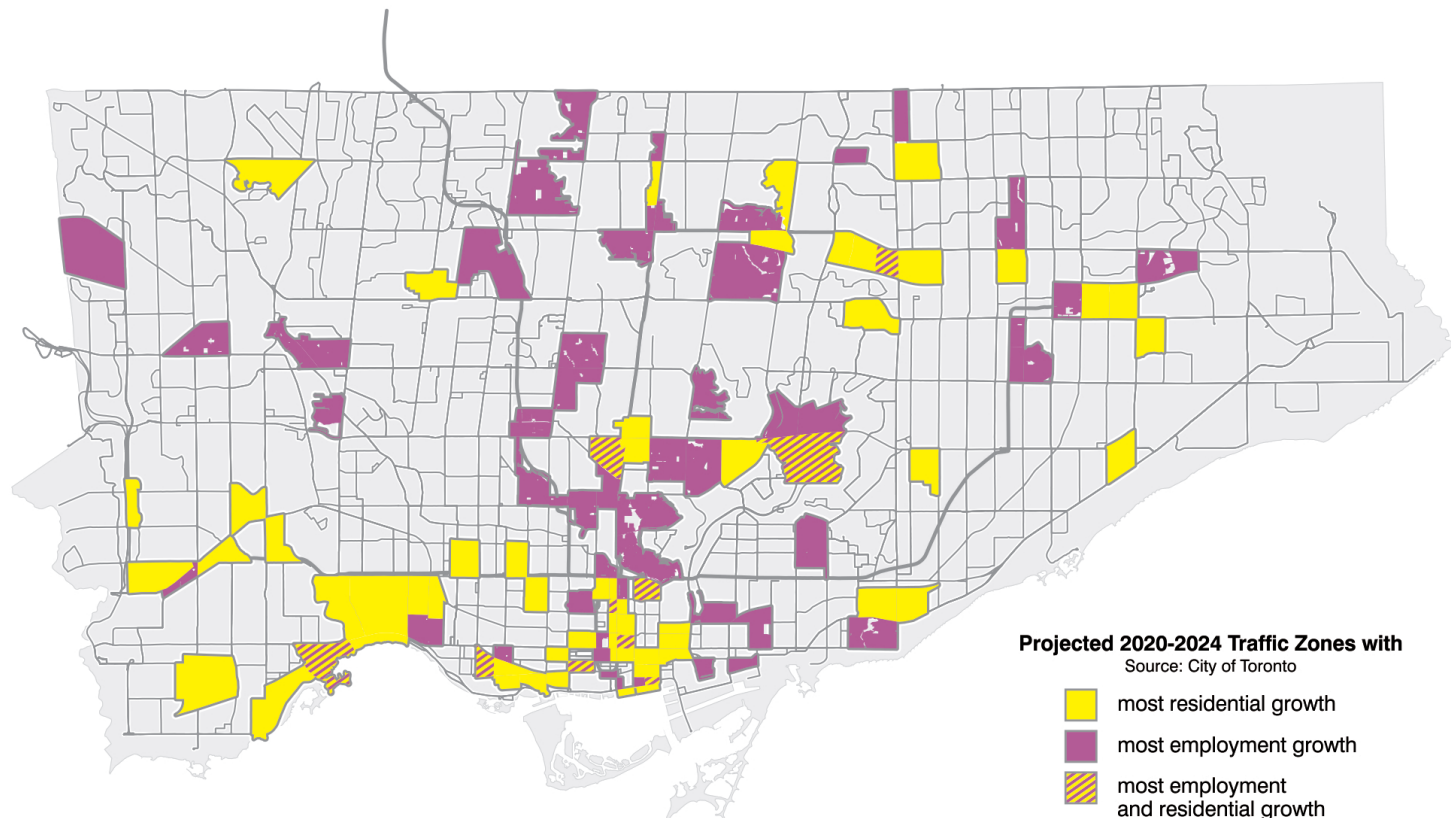 Projected 2020-2024 Traffic Zones with
Source: City of Toronto
most residential growth
most employment growth
most employment
and residential growth